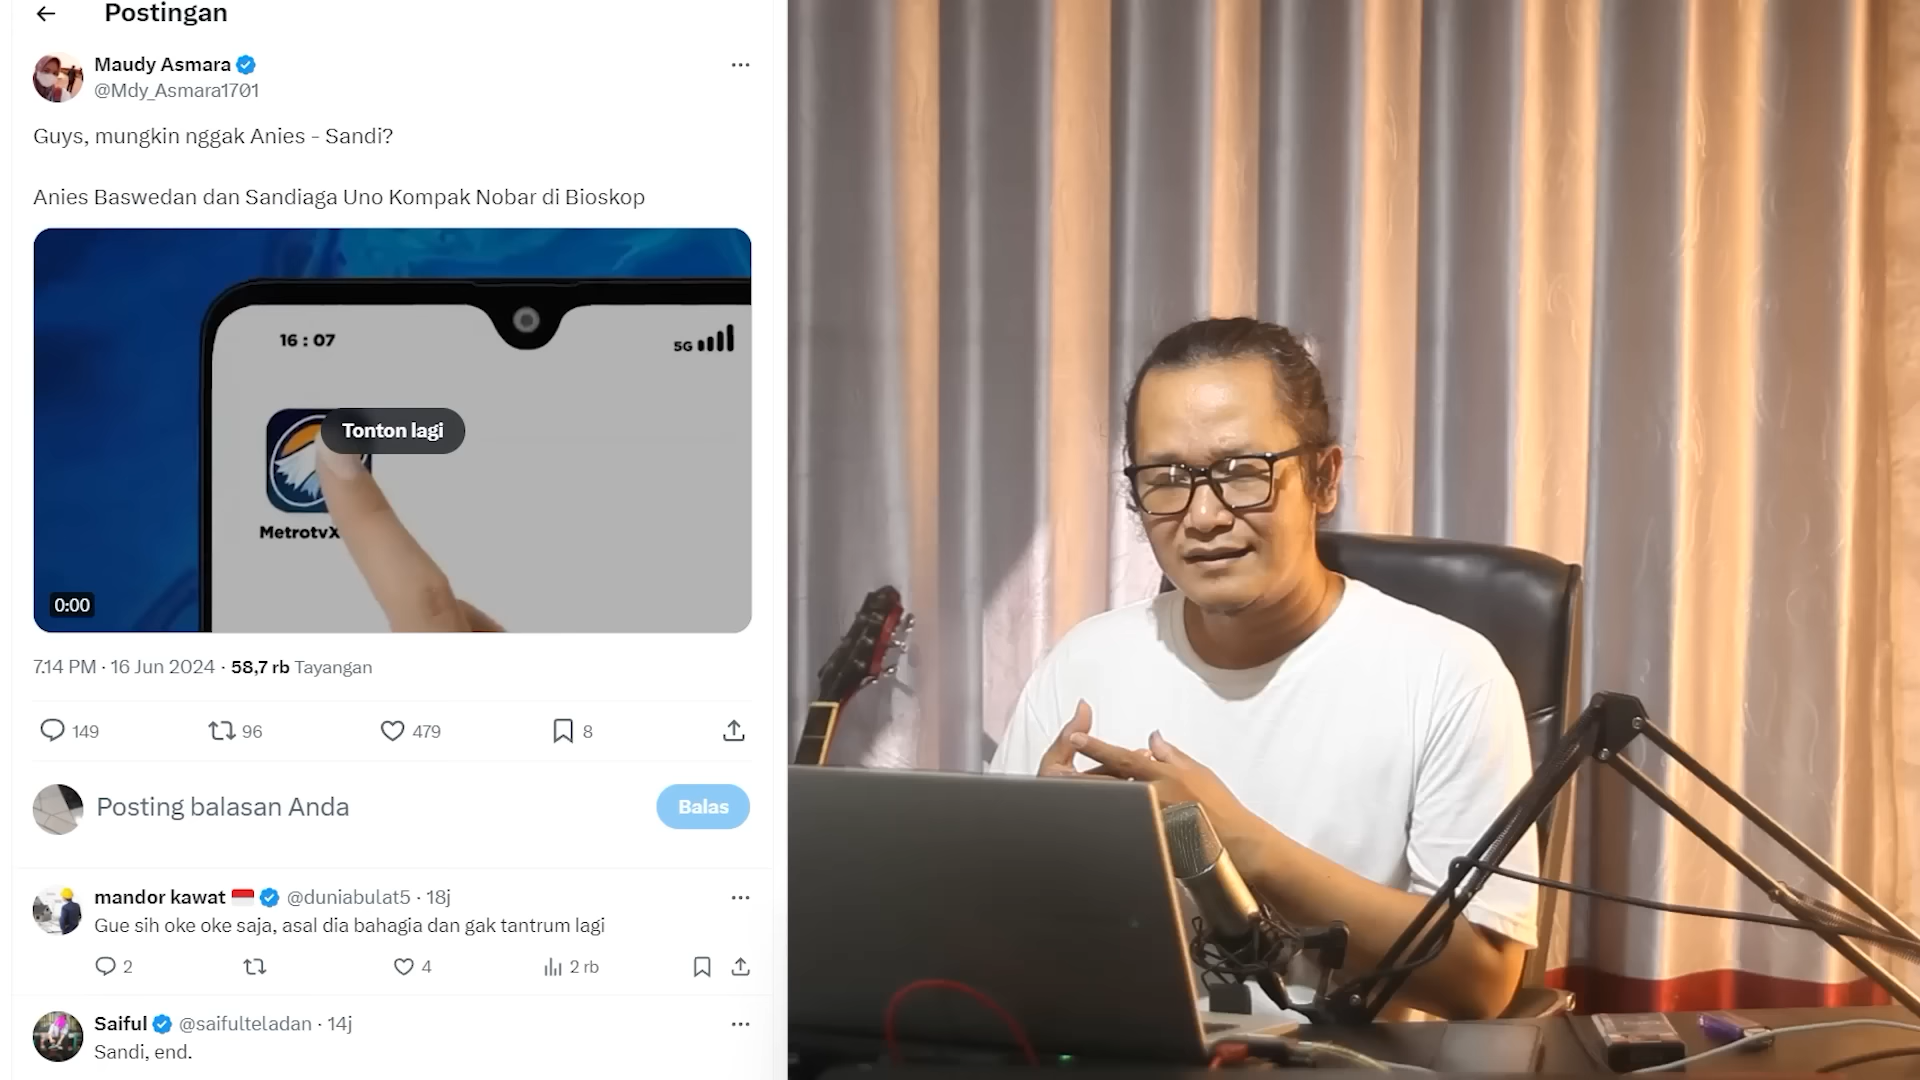 Postingan
Maudy Asmara
@Mdy_Asmara1701
Guys, mungkin nggak Anies - Sandi?
Anies Baswedan dan Sandiaga Uno Kompak Nobar di Bioskop
16 : 07
5G
Tonton lagi
MetrotvX
0:00
7.14 PM · 16 Jun 2024 · 58,7 rb Tayangan
149 96 479 8
Posting balasan Anda
Balas
mandor kawat @duniabulat5 · 18j
Gue sih oke oke saja, asal dia bahagia dan gak tantrum lagi
2 4 2 rb
Saiful @saifulteladan · 14j
Sandi, end.